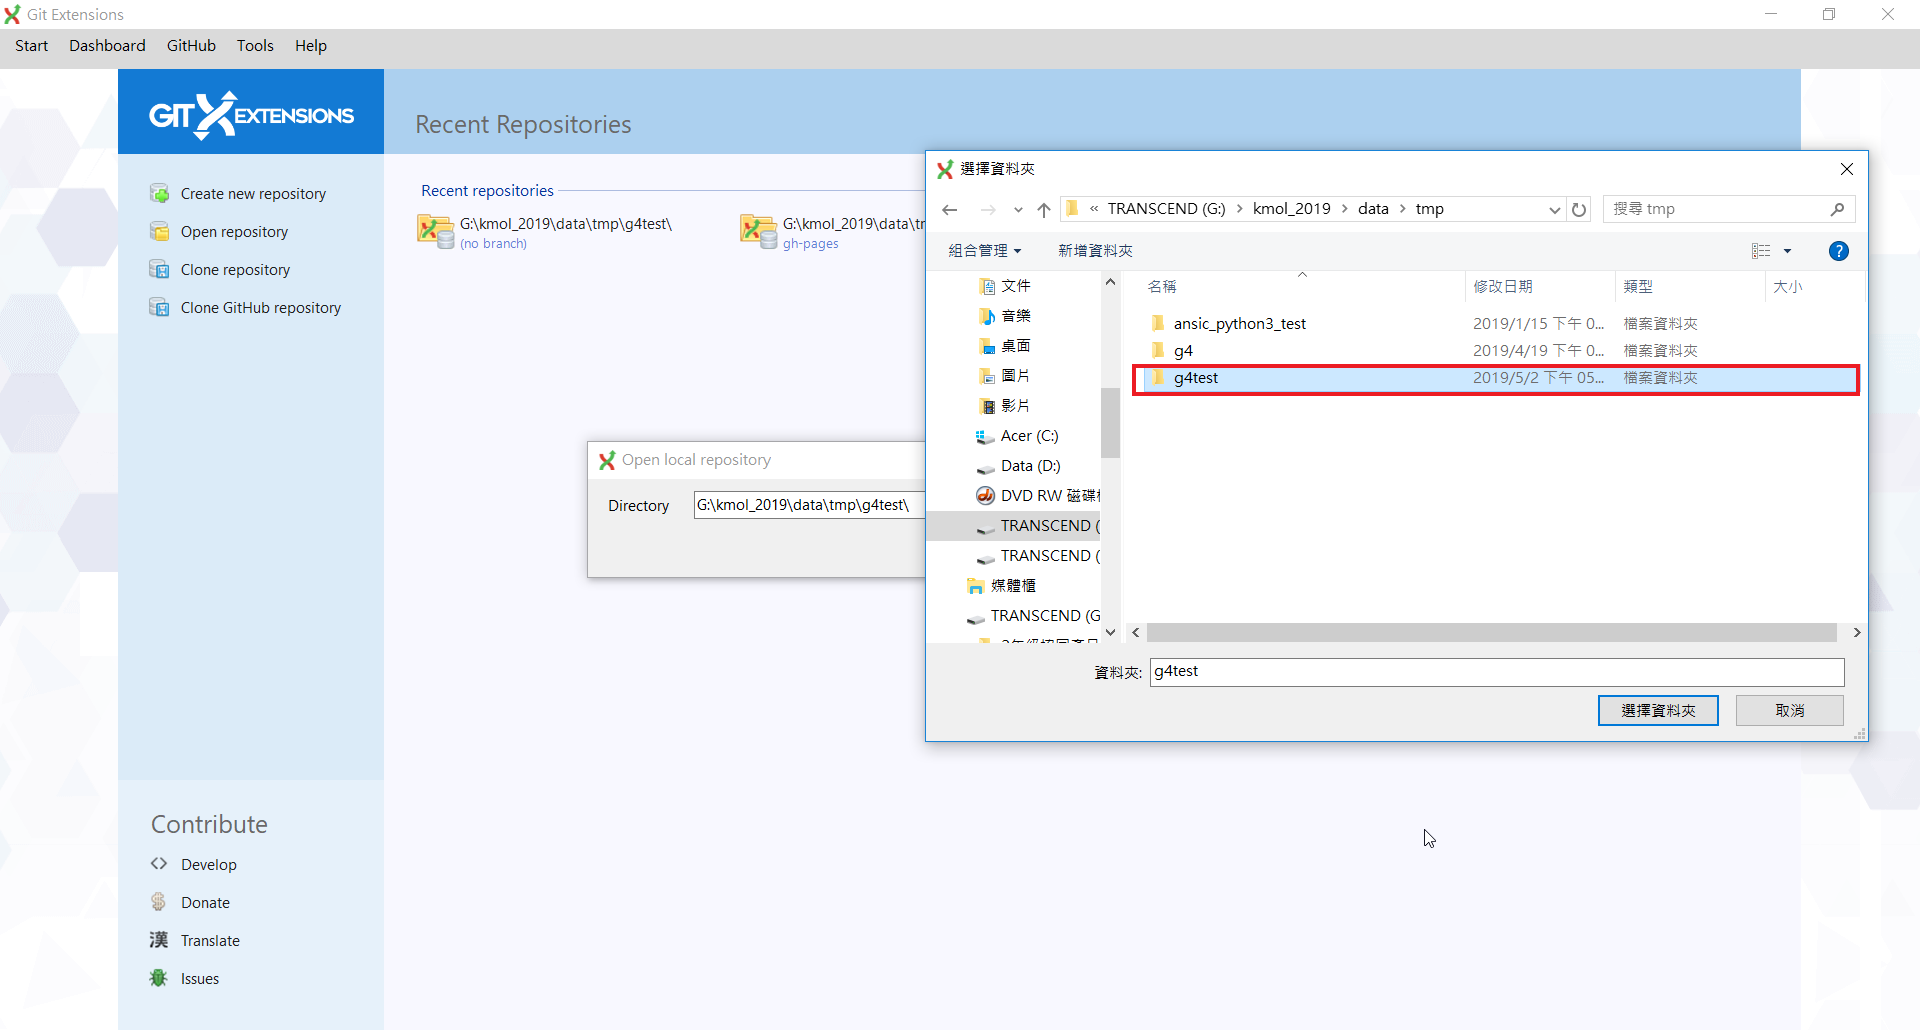 Git Extensions
Start Dashboard GitHub Tools Help
GIT EXTENSIONS
Recent Repositories
Create new repository
Open repository
Clone repository
Clone GitHub repository
Recent repositories
G:\kmol_2019\data\tmp\g4test\
(no branch)
G:\kmol_2019\data\t
gh-pages
Open local repository
Directory G:\kmol_2019\data\tmp\g4test\
選擇資料夾
« TRANSCEND (G:) > kmol_2019 > data > tmp
搜尋 tmp
組合管理 新增資料夾
文件
音樂
桌面
圖片
影片
Acer (C:)
Data (D:)
DVD RW 磁碟
TRANSCEND (
TRANSCEND (
媒體櫃
TRANSCEND (G
名稱 修改日期 類型 大小
ansic_python3_test 2019/1/15 下午 0... 檔案資料夾
g4 2019/4/19 下午 0... 檔案資料夾
g4test 2019/5/2 下午 05... 檔案資料夾
資料夾: g4test
選擇資料夾 取消
Contribute
Develop
Donate
漢 Translate
Issues